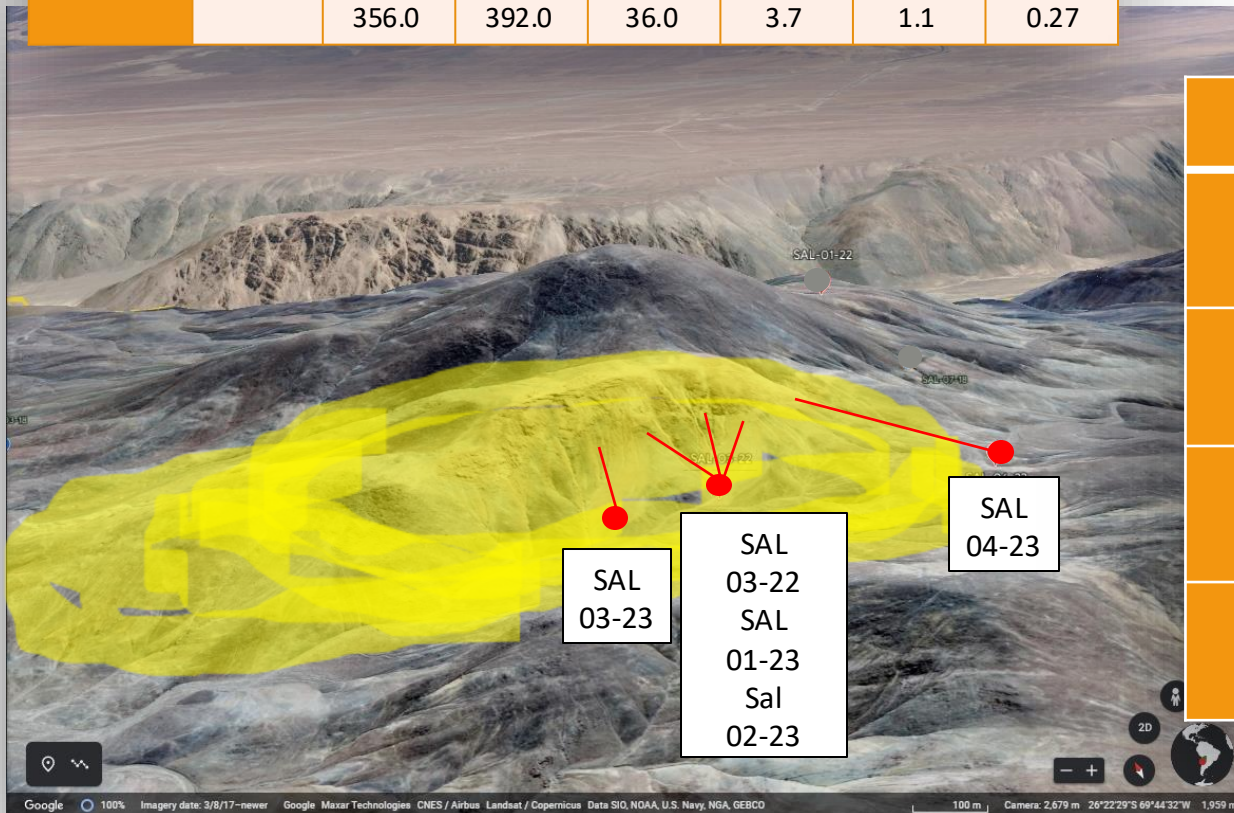 356.0 392.0 36.0 3.7 1.1 0.27
SAL-01-22
SAL-07-18
SAL
04-23
SAL
03-23
SAL
03-22
SAL
01-23
Sal
02-23
2D
Google 100% Imagery date: 3/8/17-newer Google Maxar Technologies CNES / Airbus Landsat / Copernicus Data SIO, NOAA, U.S. Navy, NGA, GEBCO 100 m Camera: 2,679 m 26°22'29"S 69°44'32"W 1,959 m